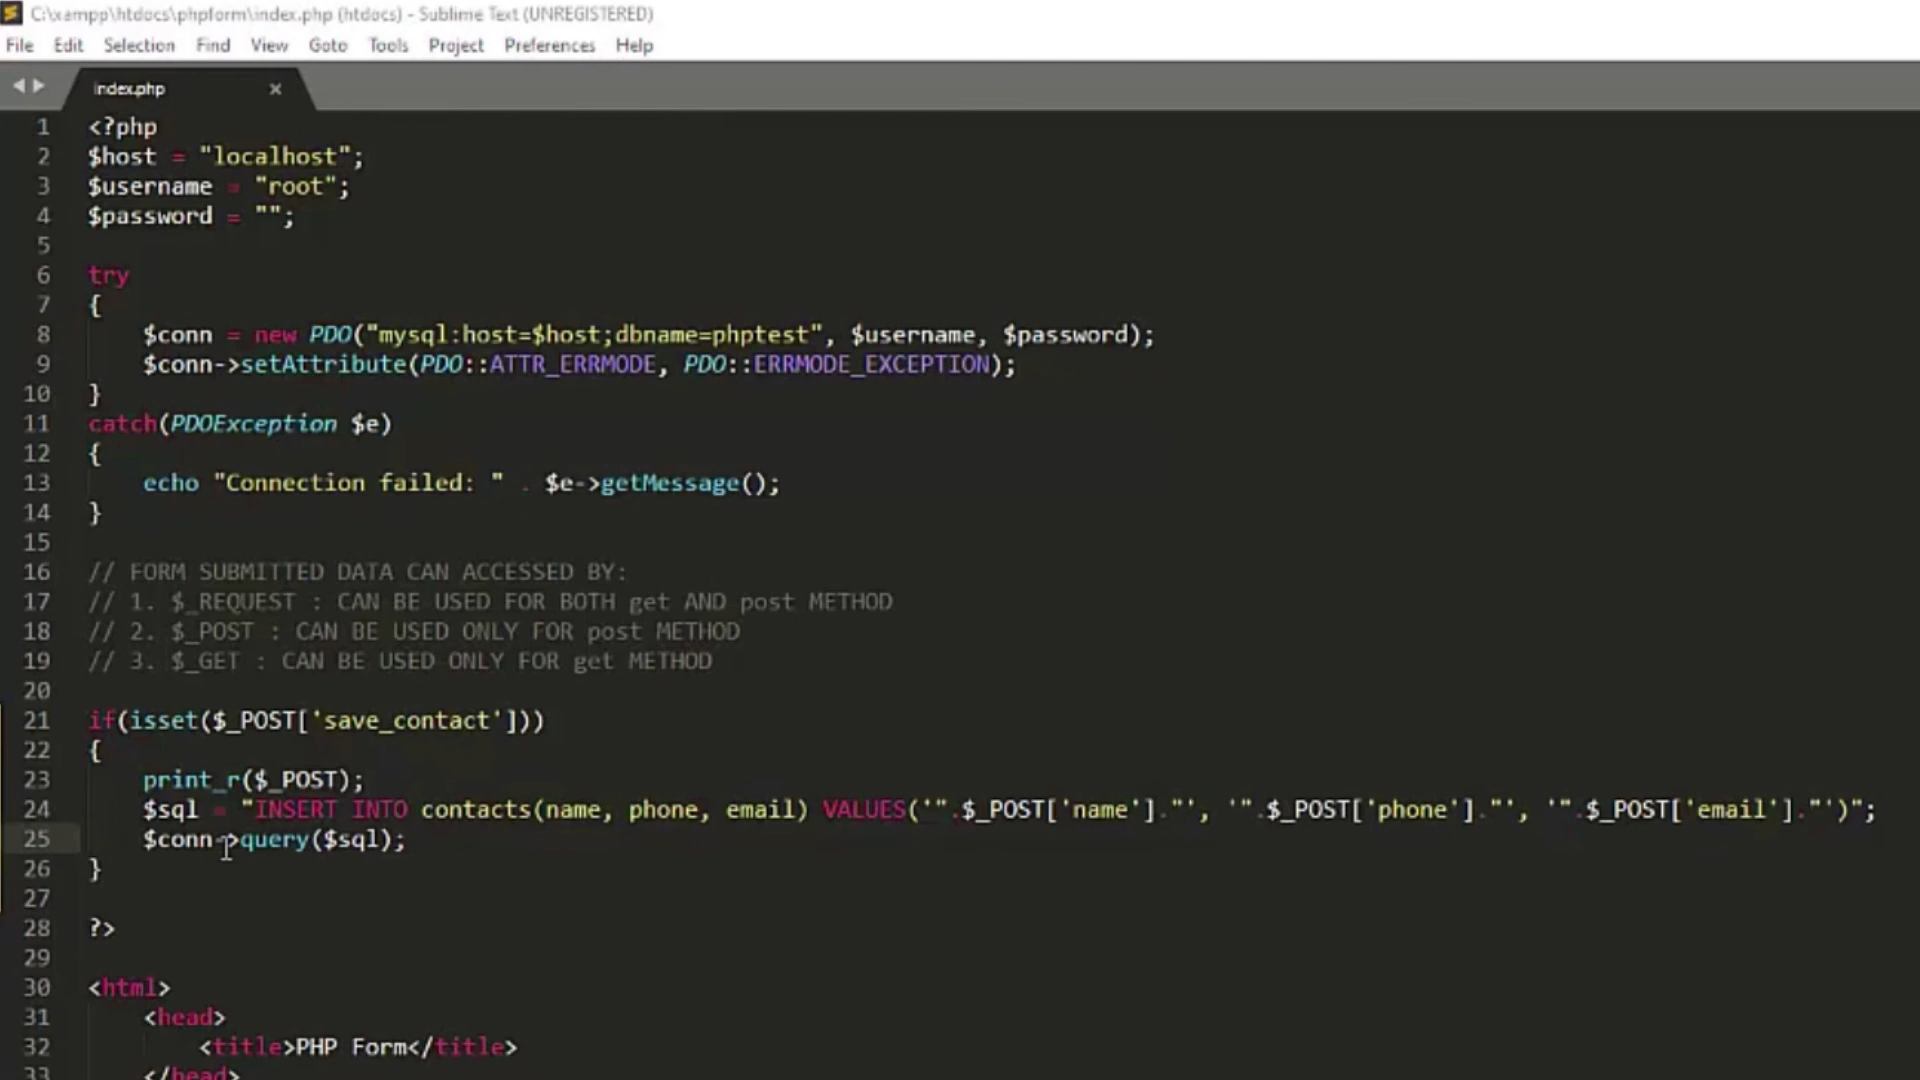 C:\xampp\htdocs\phpform\index.php (htdocs) - Sublime Text (UNREGISTERED)
File Edit Selection Find View Goto Tools Project Preferences Help
index.php ×
1 <?php
2 $host = "localhost";
3 $username = "root";
4 $password = "";
5
6 try
7 {
8 $conn = new PDO("mysql:host=$host;dbname=phptest", $username, $password);
9 $conn->setAttribute(PDO::ATTR_ERRMODE, PDO::ERRMODE_EXCEPTION);
10 }
11 catch(PDOException $e)
12 {
13 echo "Connection failed: " . $e->getMessage();
14 }
15
16 // FORM SUBMITTED DATA CAN ACCESSED BY:
17 // 1. $_REQUEST : CAN BE USED FOR BOTH get AND post METHOD
18 // 2. $_POST : CAN BE USED ONLY FOR post METHOD
19 // 3. $_GET : CAN BE USED ONLY FOR get METHOD
20
21 if(isset($_POST['save_contact']))
22 {
23 print_r($_POST);
24 $sql = "INSERT INTO contacts(name, phone, email) VALUES('".$_POST['name']."', '".$_POST['phone']."', '".$_POST['email']."')";
25 $conn->query($sql);
26 }
27
28 ?>
29
30 <html>
31 <head>
32 <title>PHP Form</title>
33 </head>